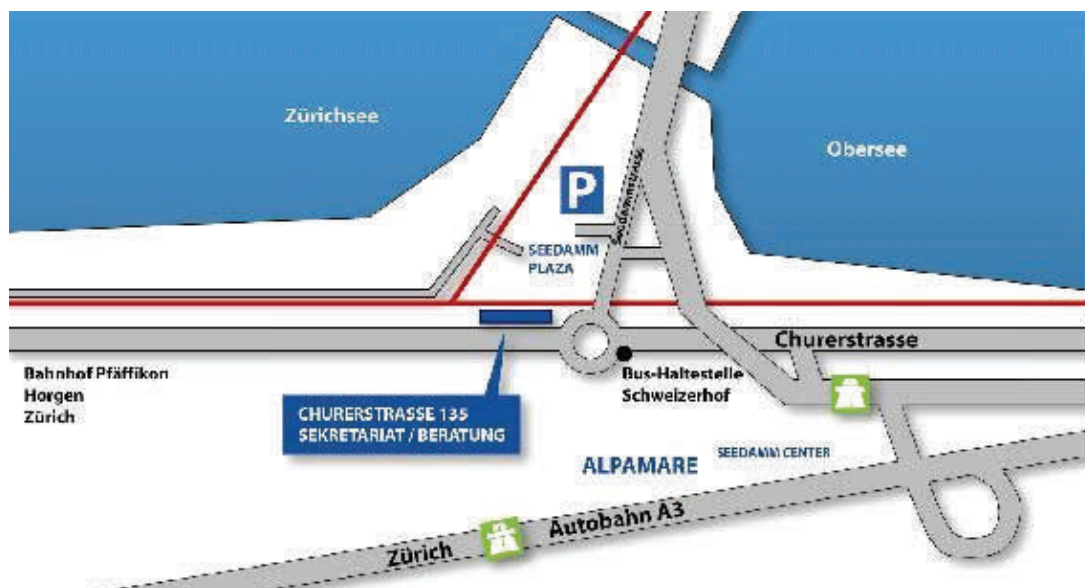 Zürichsee
Obersee
P
Seedammstrasse
SEEDAMM
PLAZA
Churerstrasse
Bahnhof Pfäffikon
Horgen
Zürich
Bus-Haltestelle
Schweizerhof
CHURERSTRASSE 135
SEKRETARIAT / BERATUNG
ALPAMARE
SEEDAMM CENTER
Zürich
Autobahn A3